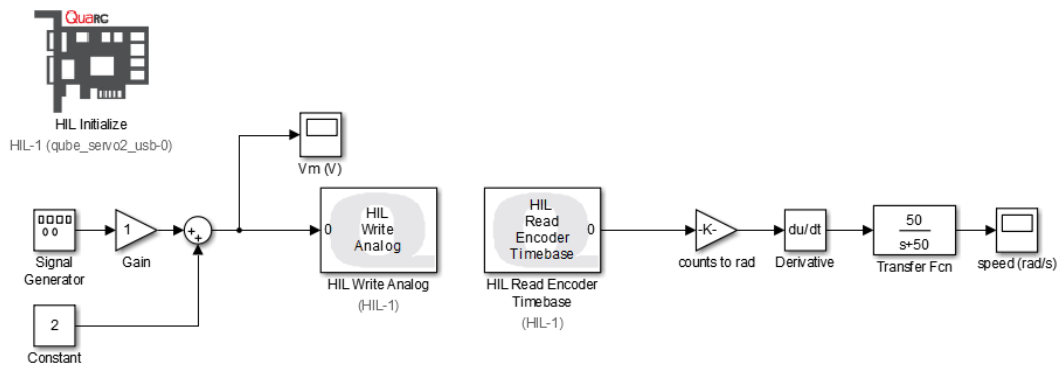 QUARC
HIL Initialize
HIL-1 (qube_servo2_usb-0)
Vm (V)
Signal
Generator
1
Gain
+
+
0
HIL
Write
Analog
HIL Write Analog
(HIL-1)
2
Constant
HIL
Read
Encoder
Timebase
0
HIL Read Encoder
Timebase
(HIL-1)
-K-
counts to rad
du/dt
Derivative
50
s+50
Transfer Fcn
speed (rad/s)